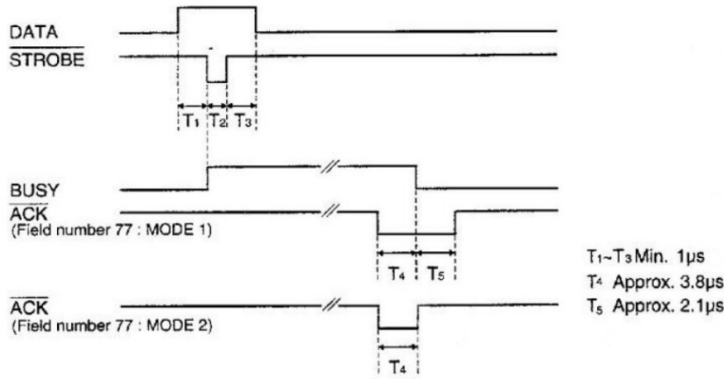 DATA
STROBE
T1 T2 T3
BUSY
ACK
(Field number 77 : MODE 1)
T4 T5
T1~T3 Min. 1µs
T4 Approx. 3.8µs
T5 Approx. 2.1µs
ACK
(Field number 77 : MODE 2)
T4